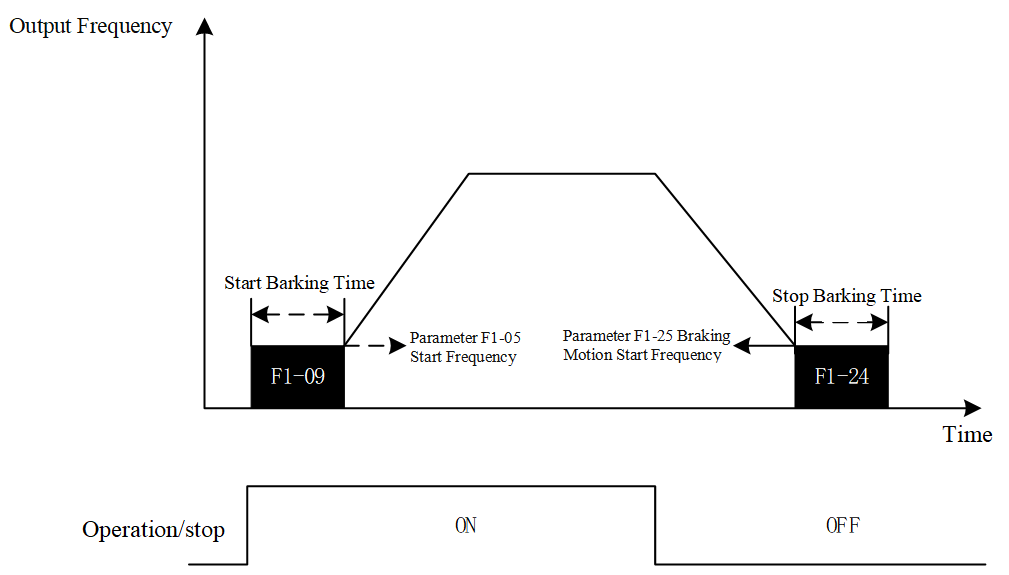 Output Frequency
Start Barking Time
Stop Barking Time
Parameter F1-05
Start Frequency
Parameter F1-25 Braking
Motion Start Frequency
F1-09
F1-24
Time
Operation/stop
ON
OFF